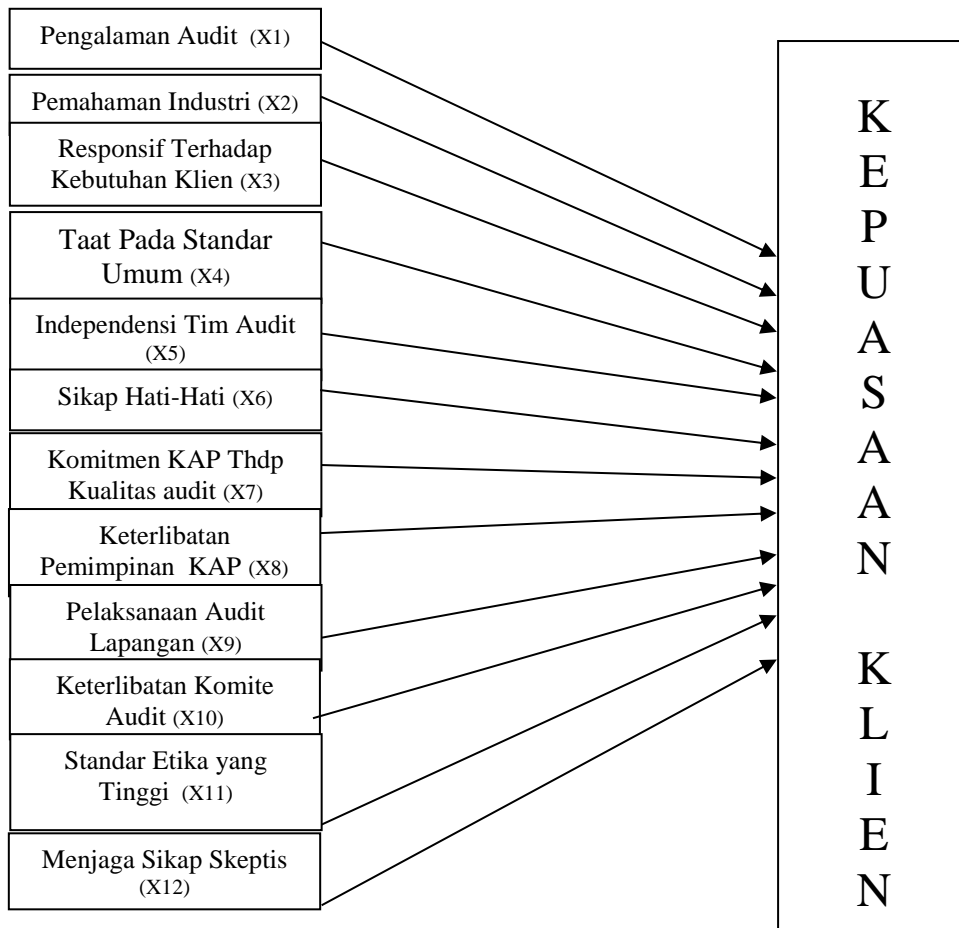 Pengalaman Audit (X1)
Pemahaman Industri (X2)
Responsif Terhadap
Kebutuhan Klien (X3)
Taat Pada Standar
Umum (X4)
Independensi Tim Audit
(X5)
Sikap Hati-Hati (X6)
Komitmen KAP Thdp
Kualitas audit (X7)
Keterlibatan
Pemimpinan KAP (X8)
Pelaksanaan Audit
Lapangan (X9)
Keterlibatan Komite
Audit (X10)
Standar Etika yang
Tinggi (X11)
Menjaga Sikap Skeptis
(X12)
K
E
P
U
A
S
A
A
N
K
L
I
E
N